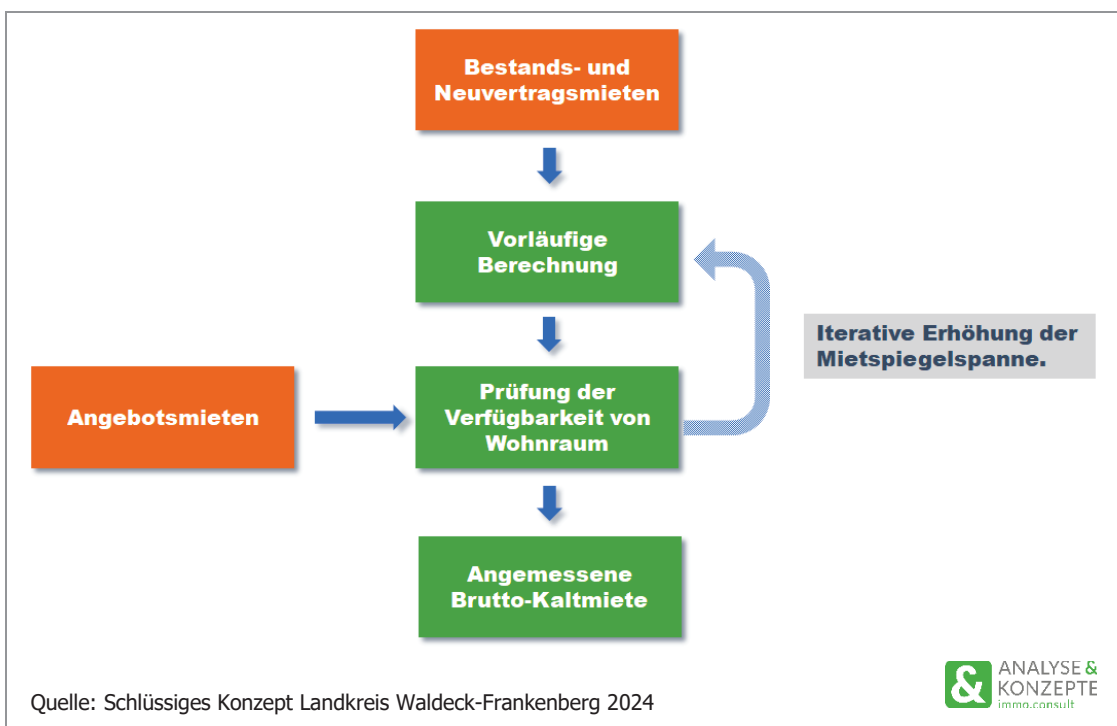 Bestands- und
Neuvertragsmieten
Vorläufige
Berechnung
Iterative Erhöhung der
Mietspiegelspanne.
Angebotsmieten
Prüfung der
Verfügbarkeit von
Wohnraum
Angemessene
Brutto-Kaltmiete
Quelle: Schlüssiges Konzept Landkreis Waldeck-Frankenberg 2024
&
ANALYSE &
KONZEPTE
immo.consult